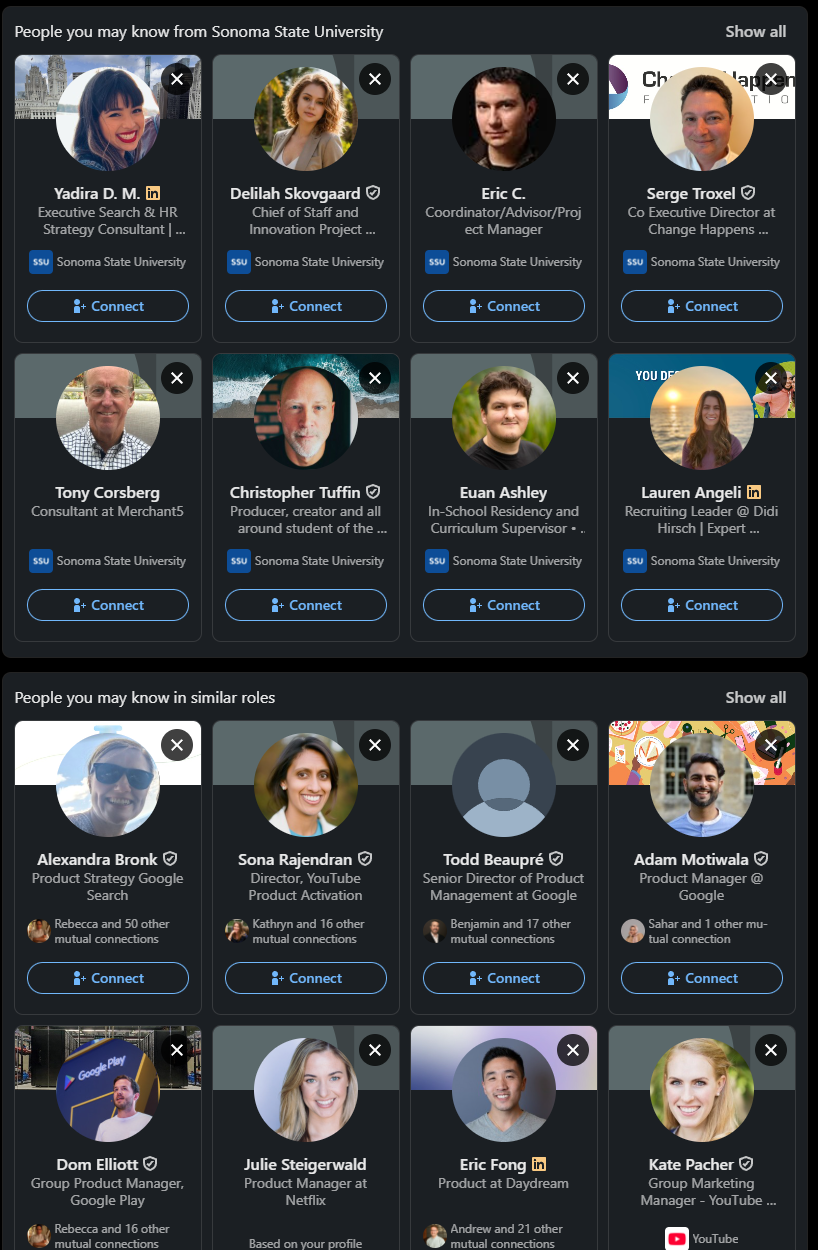 People you may know from Sonoma State University
Show all
Yadira D. M.
Executive Search & HR
Strategy Consultant | ...
SSU Sonoma State University
Connect
Delilah Skovgaard
Chief of Staff and
Innovation Project ...
SSU Sonoma State University
Connect
Eric C.
Coordinator/Advisor/Proj
ect Manager
SSU Sonoma State University
Connect
Serge Troxel
Co Executive Director at
Change Happens ...
SSU Sonoma State University
Connect
Tony Corsberg
Consultant at Merchant5
SSU Sonoma State University
Connect
Christopher Tuffin
Producer, creator and all
around student of the ...
SSU Sonoma State University
Connect
Euan Ashley
In-School Residency and
Curriculum Supervisor • ..
SSU Sonoma State University
Connect
YOU
Lauren Angeli
Recruiting Leader @ Didi
Hirsch | Expert ...
SSU Sonoma State University
Connect
People you may know in similar roles
Show all
Alexandra Bronk
Product Strategy Google
Search
Rebecca and 50 other
mutual connections
Connect
Sona Rajendran
Director, YouTube
Product Activation
Kathryn and 16 other
mutual connections
Connect
Todd Beaupré
Senior Director of Product
Management at Google
Benjamin and 17 other
mutual connections
Connect
Adam Motiwala
Product Manager @
Google
Sahar and 1 other mu-
tual connection
Connect
Google Play
Dom Elliott
Group Product Manager,
Google Play
Rebecca and 16 other
mutual connections
Julie Steigerwald
Product Manager at
Netflix
Based on your profile
Eric Fong
Product at Daydream
Andrew and 21 other
mutual connections
Kate Pacher
Group Marketing
Manager - YouTube ...
YouTube